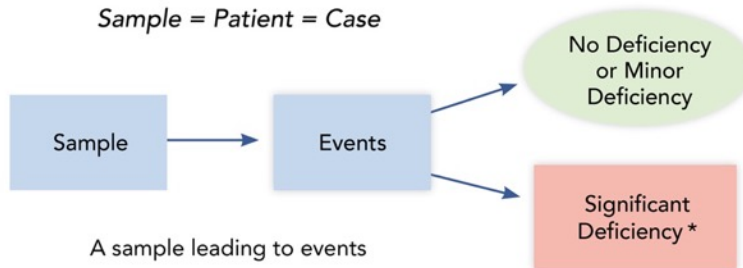 Sample = Patient = Case
No Deficiency
or Minor
Deficiency
Sample
Events
Significant
Deficiency *
A sample leading to events